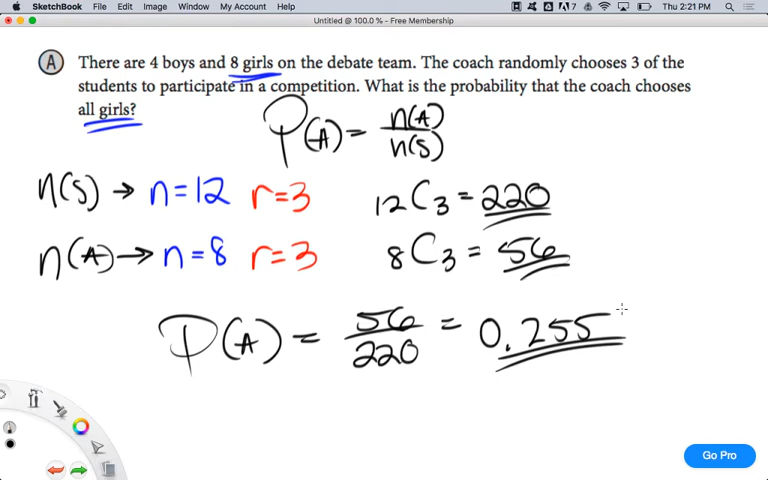 SketchBook File Edit Image Window My Account Help 7 Thu 2:21 PM
Untitled @ 100.0 % - Free Membership
A There are 4 boys and 8 girls on the debate team. The coach randomly chooses 3 of the
students to participate in a competition. What is the probability that the coach chooses
all girls?
P(A) = n(A)/n(S)
n(S) → n=12 r=3 12C3 = 220
n(A) → n=8 r=3 8C3 = 56
P(A) = 56/220 = 0.255
Go Pro